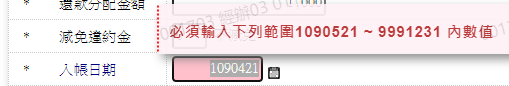 * 還款分配金額
必須輸入下列範圍1090521 ~ 9991231 內數值
* 減免違約金
* 入帳日期 1090421